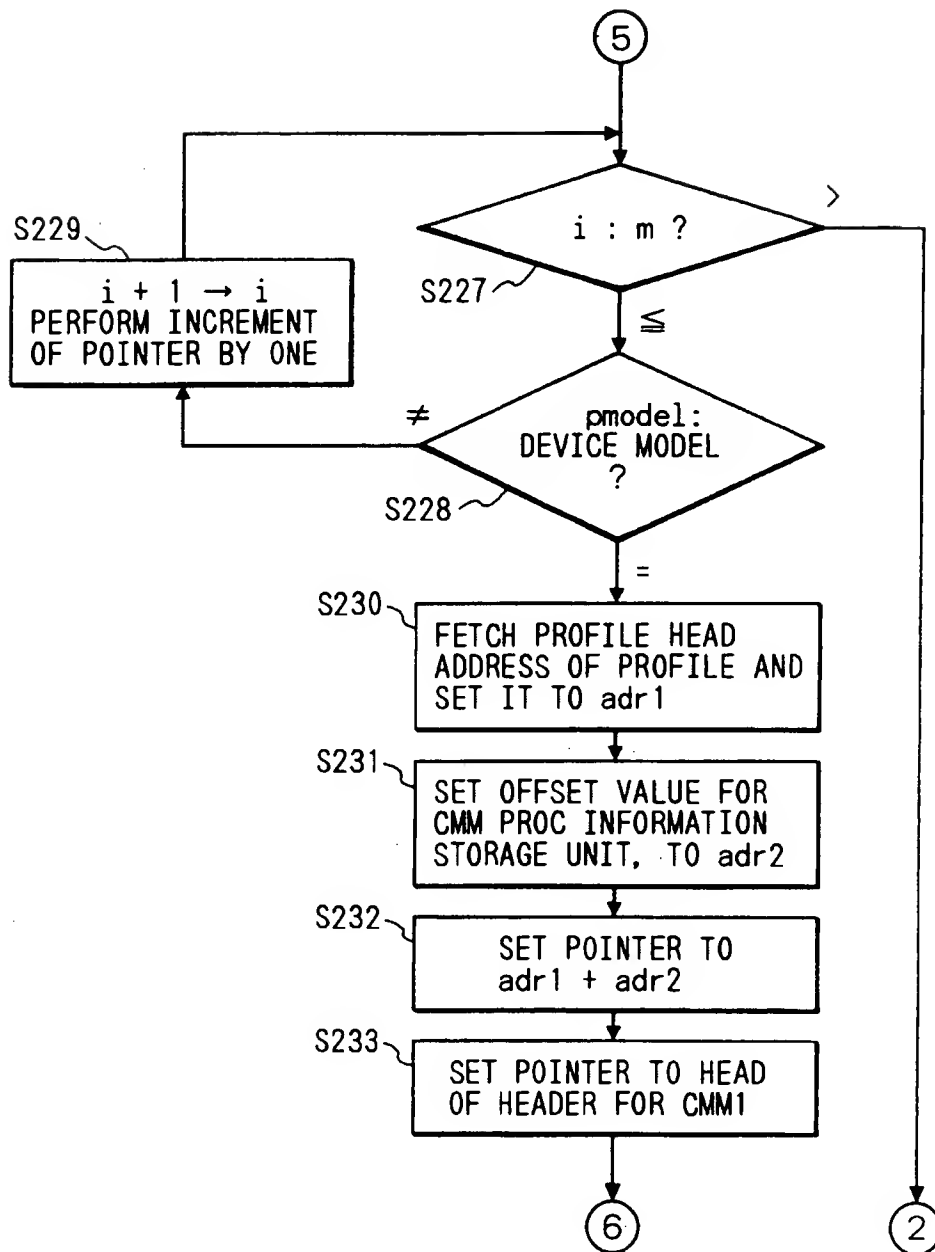 5
i : m ?
>
S227
≦
S229
i + 1 → i
PERFORM INCREMENT
OF POINTER BY ONE
≠
pmodel:
DEVICE MODEL
?
S228
=
S230
FETCH PROFILE HEAD
ADDRESS OF PROFILE AND
SET IT TO adr1
S231
SET OFFSET VALUE FOR
CMM PROC INFORMATION
STORAGE UNIT, TO adr2
S232
SET POINTER TO
adr1 + adr2
S233
SET POINTER TO HEAD
OF HEADER FOR CMM1
6
2